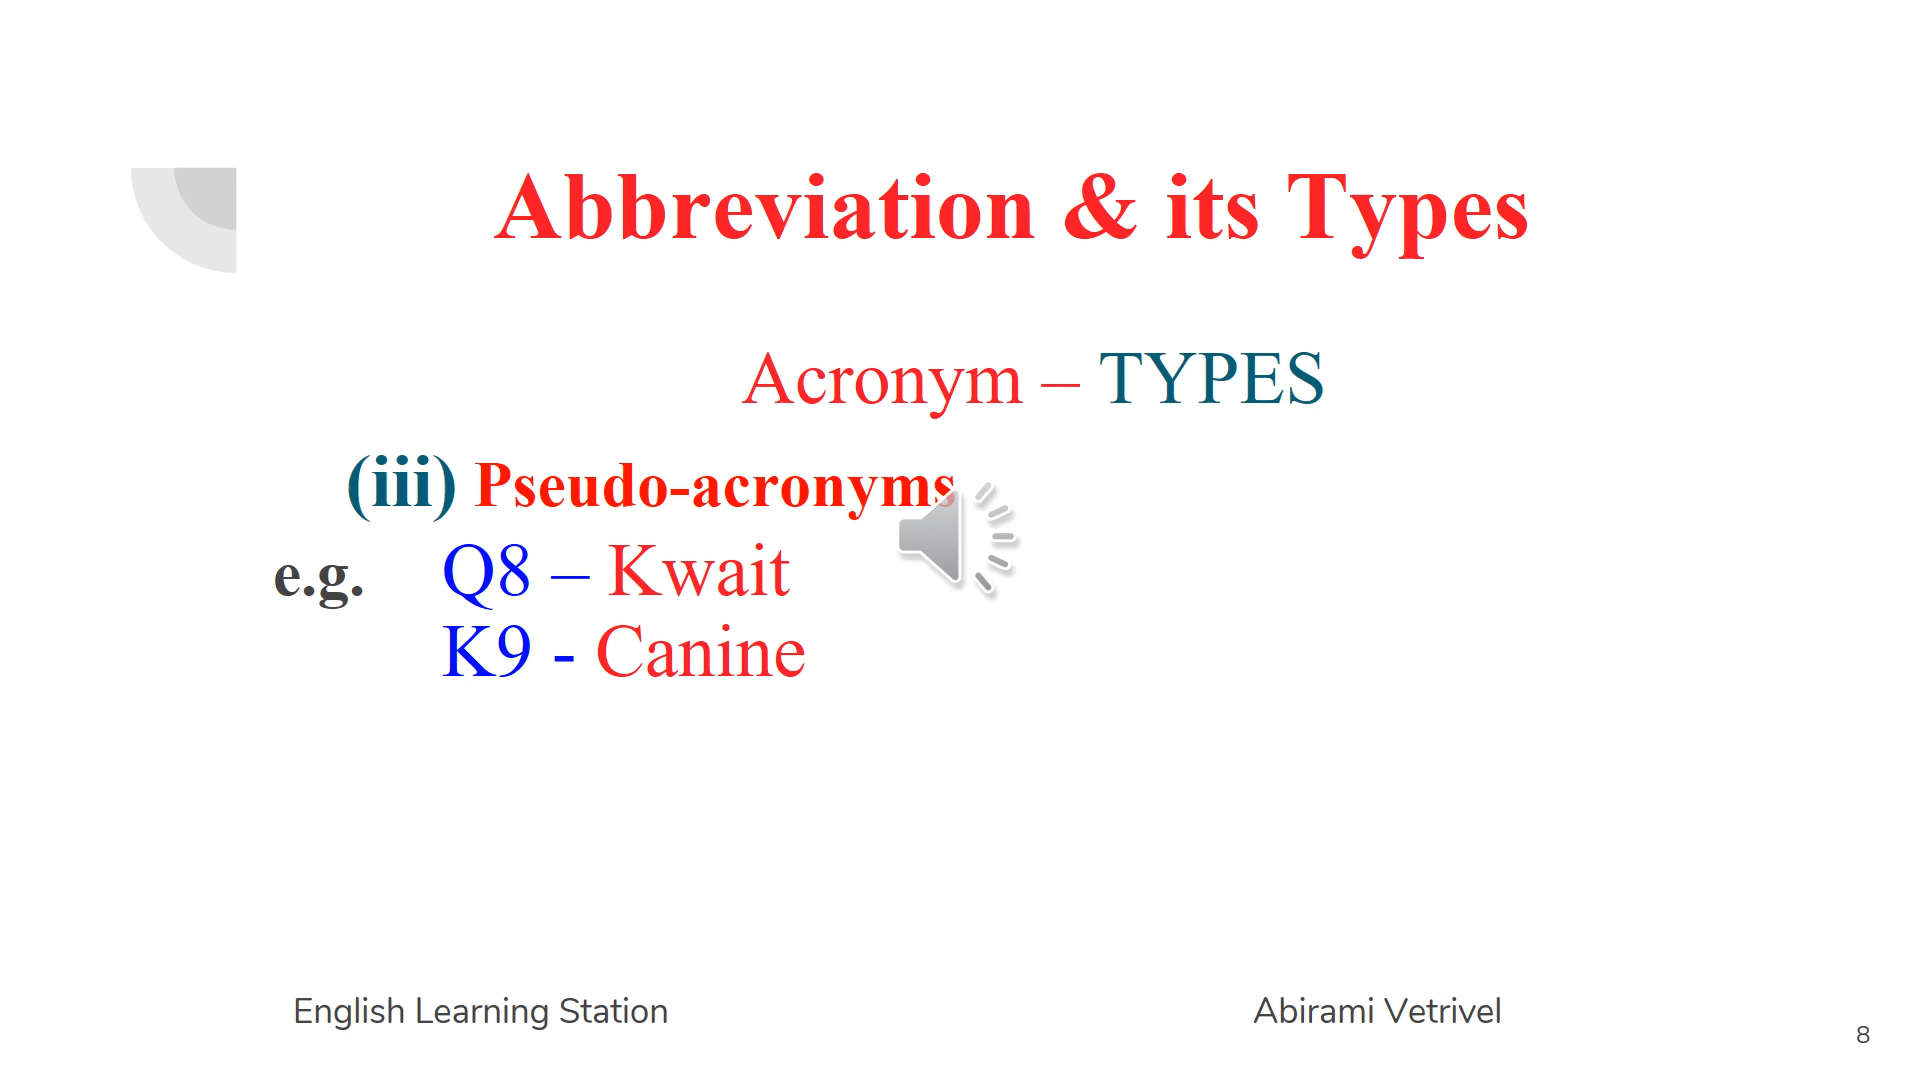 Abbreviation & its Types
Acronym – TYPES
(iii) Pseudo-acronyms
e.g. Q8 – Kwait
K9 - Canine
English Learning Station
Abirami Vetrivel
8